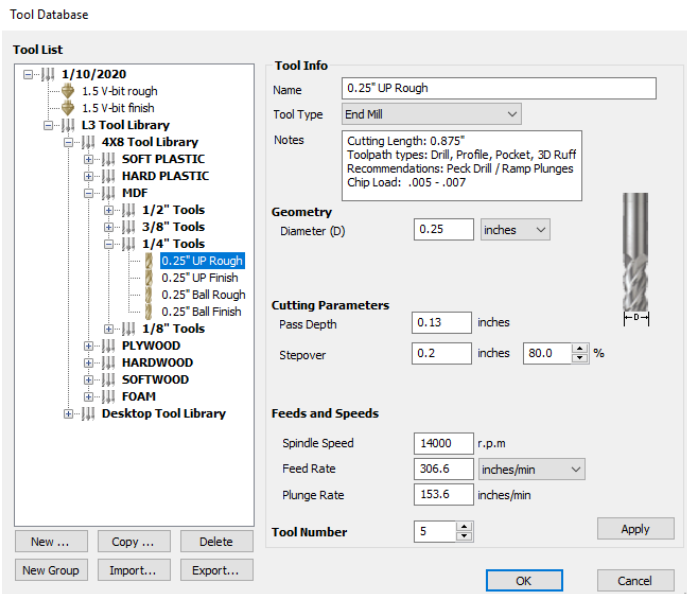 Tool Database
Tool List
1/10/2020
1.5 V-bit rough
1.5 V-bit finish
L3 Tool Library
4X8 Tool Library
SOFT PLASTIC
HARD PLASTIC
MDF
1/2" Tools
3/8" Tools
1/4" Tools
0.25" UP Rough
0.25" UP Finish
0.25" Ball Rough
0.25" Ball Finish
1/8" Tools
PLYWOOD
HARDWOOD
SOFTWOOD
FOAM
Desktop Tool Library
New ... Copy ... Delete
New Group Import... Export...
Tool Info
Name 0.25" UP Rough
Tool Type End Mill
Notes Cutting Length: 0.875"
Toolpath types: Drill, Profile, Pocket, 3D Ruff
Recommendations: Peck Drill / Ramp Plunges
Chip Load: .005 - .007
Geometry
Diameter (D) 0.25 inches
D
Cutting Parameters
Pass Depth 0.13 inches
Stepover 0.2 inches 80.0 %
Feeds and Speeds
Spindle Speed 14000 r.p.m
Feed Rate 306.6 inches/min
Plunge Rate 153.6 inches/min
Tool Number 5 Apply
OK Cancel